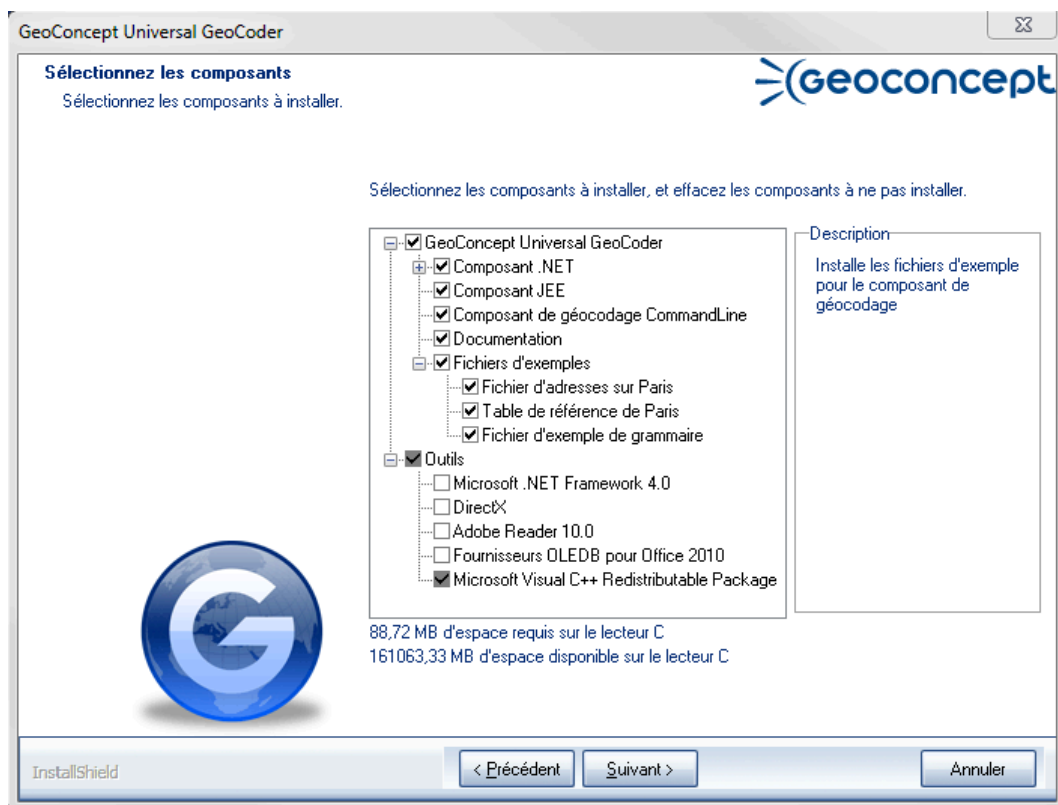 GeoConcept Universal GeoCoder
Sélectionnez les composants
Sélectionnez les composants à installer.
Geoconcept
Sélectionnez les composants à installer, et effacez les composants à ne pas installer.
GeoConcept Universal GeoCoder
Composant .NET
Composant JEE
Composant de géocodage CommandLine
Documentation
Fichiers d'exemples
Fichier d'adresses sur Paris
Table de référence de Paris
Fichier d'exemple de grammaire
Outils
Microsoft .NET Framework 4.0
DirectX
Adobe Reader 10.0
Fournisseurs OLEDB pour Office 2010
Microsoft Visual C++ Redistributable Package
Description
Installe les fichiers d'exemple
pour le composant de
géocodage
88,72 MB d'espace requis sur le lecteur C
161063,33 MB d'espace disponible sur le lecteur C
G
InstallShield
< Précédent
Suivant >
Annuler